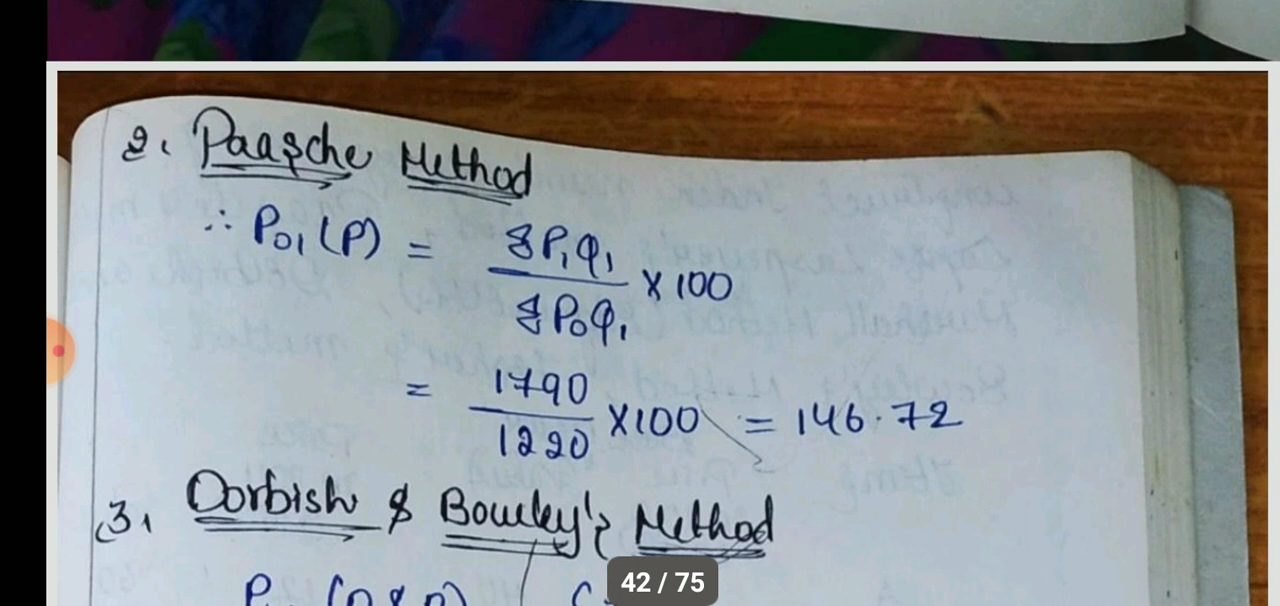 2. Paasche Method
∴ P01(P) = ΣP1q1 / ΣP0q1 × 100
= 1790 / 1220 × 100 = 146.72
3. Dorbish & Bowley's Method
42 / 75